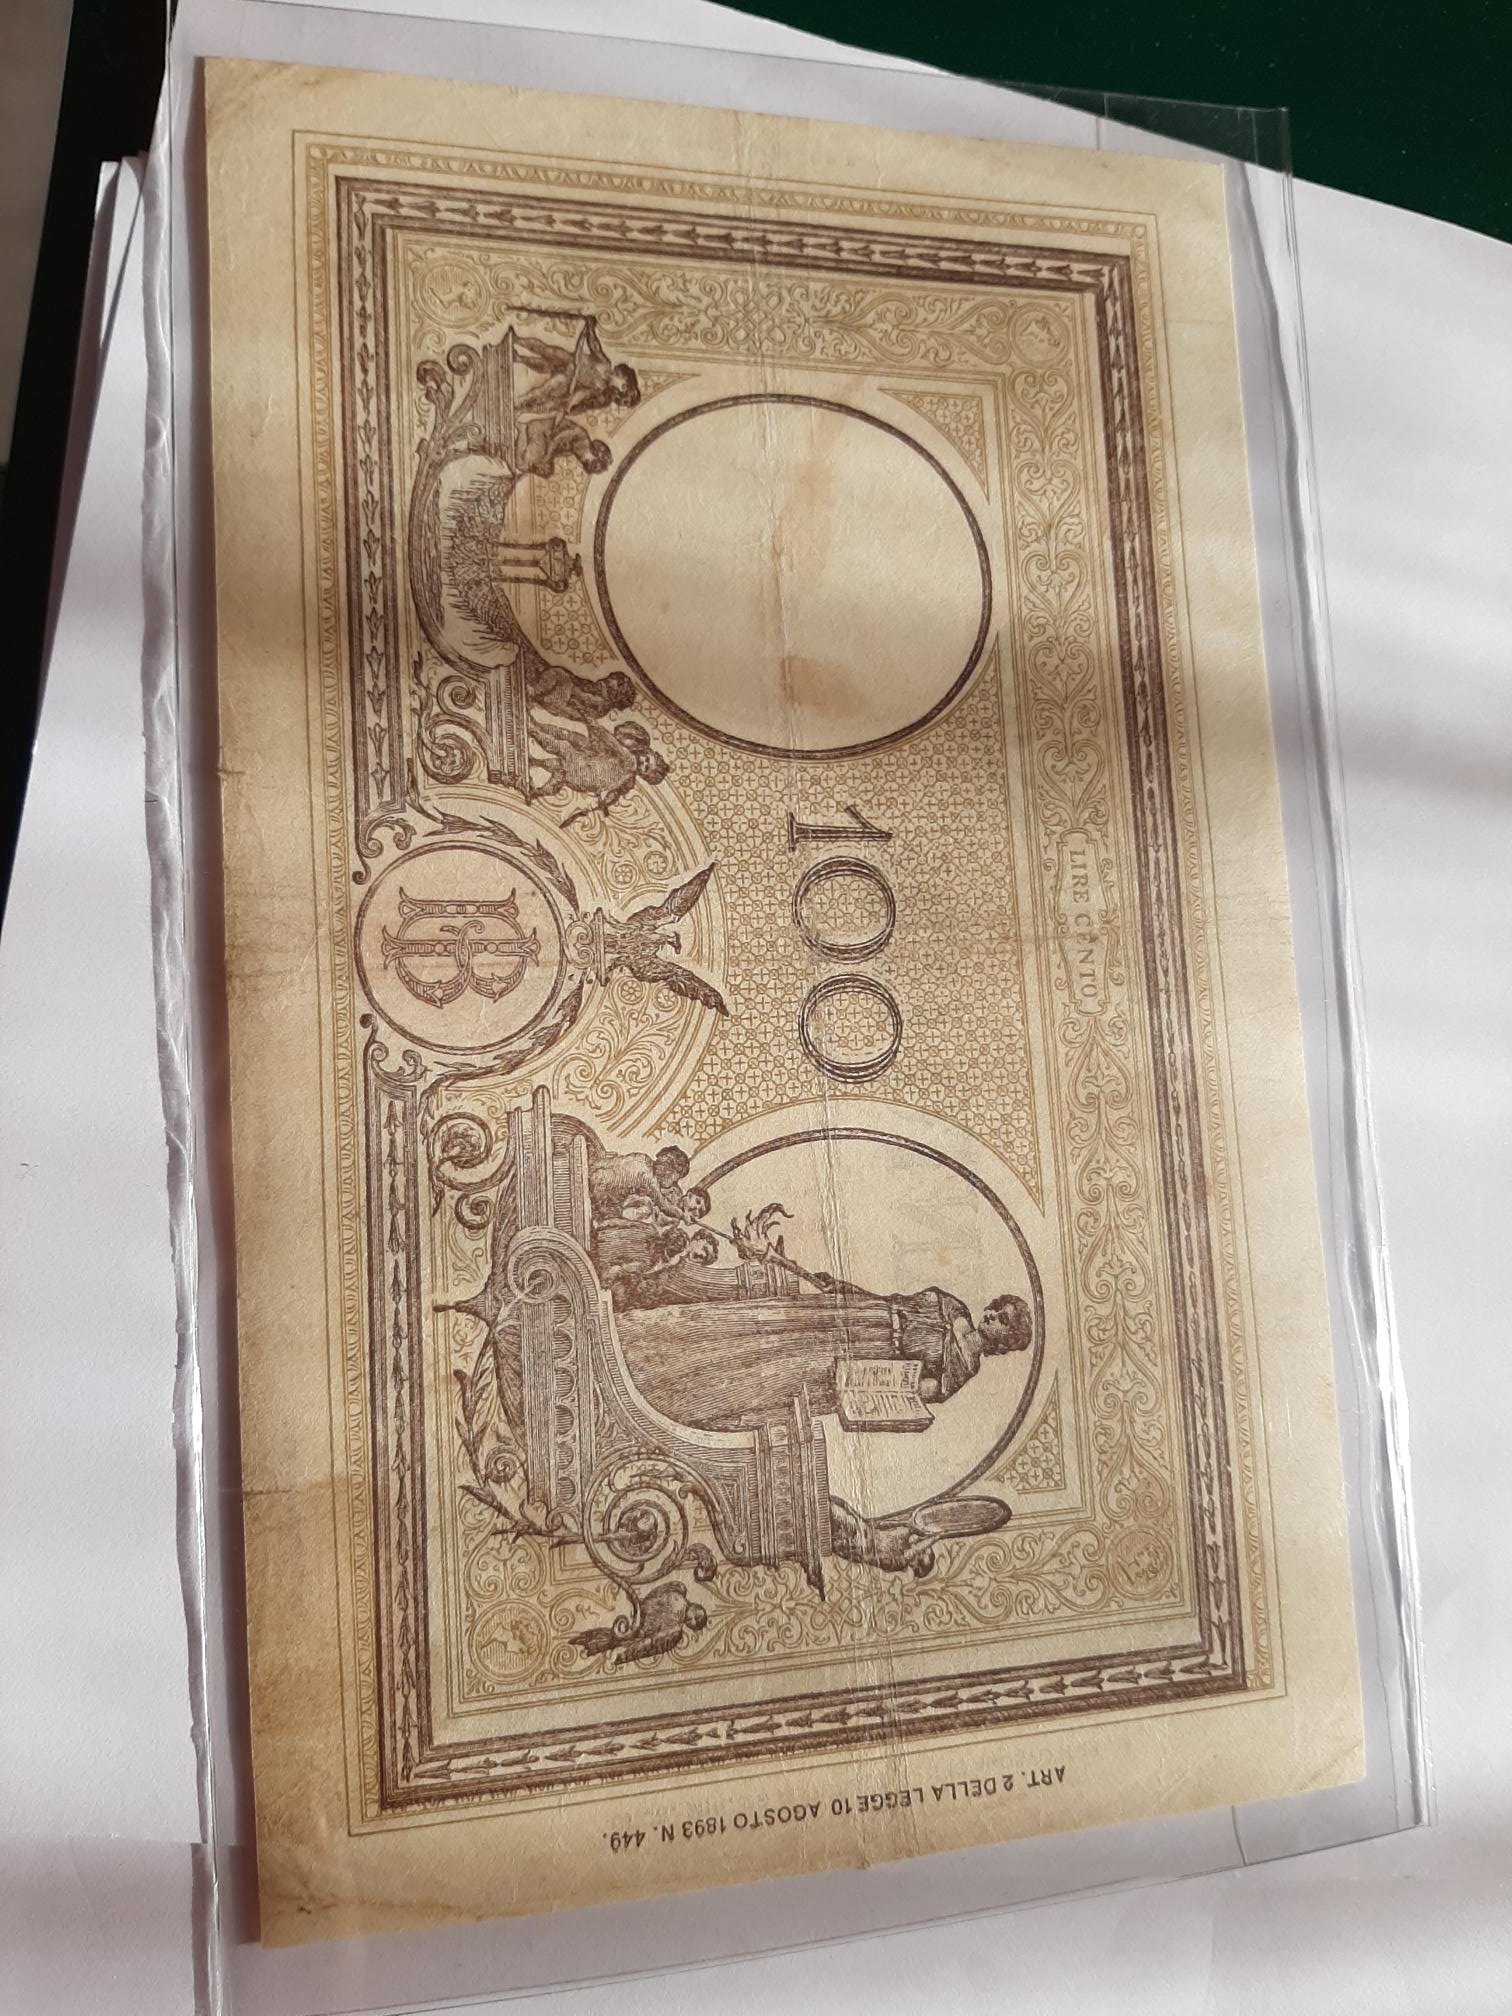 LIRE CENTO
100
ART. 2 DELLA LEGGE 10 AGOSTO 1893 N. 449.